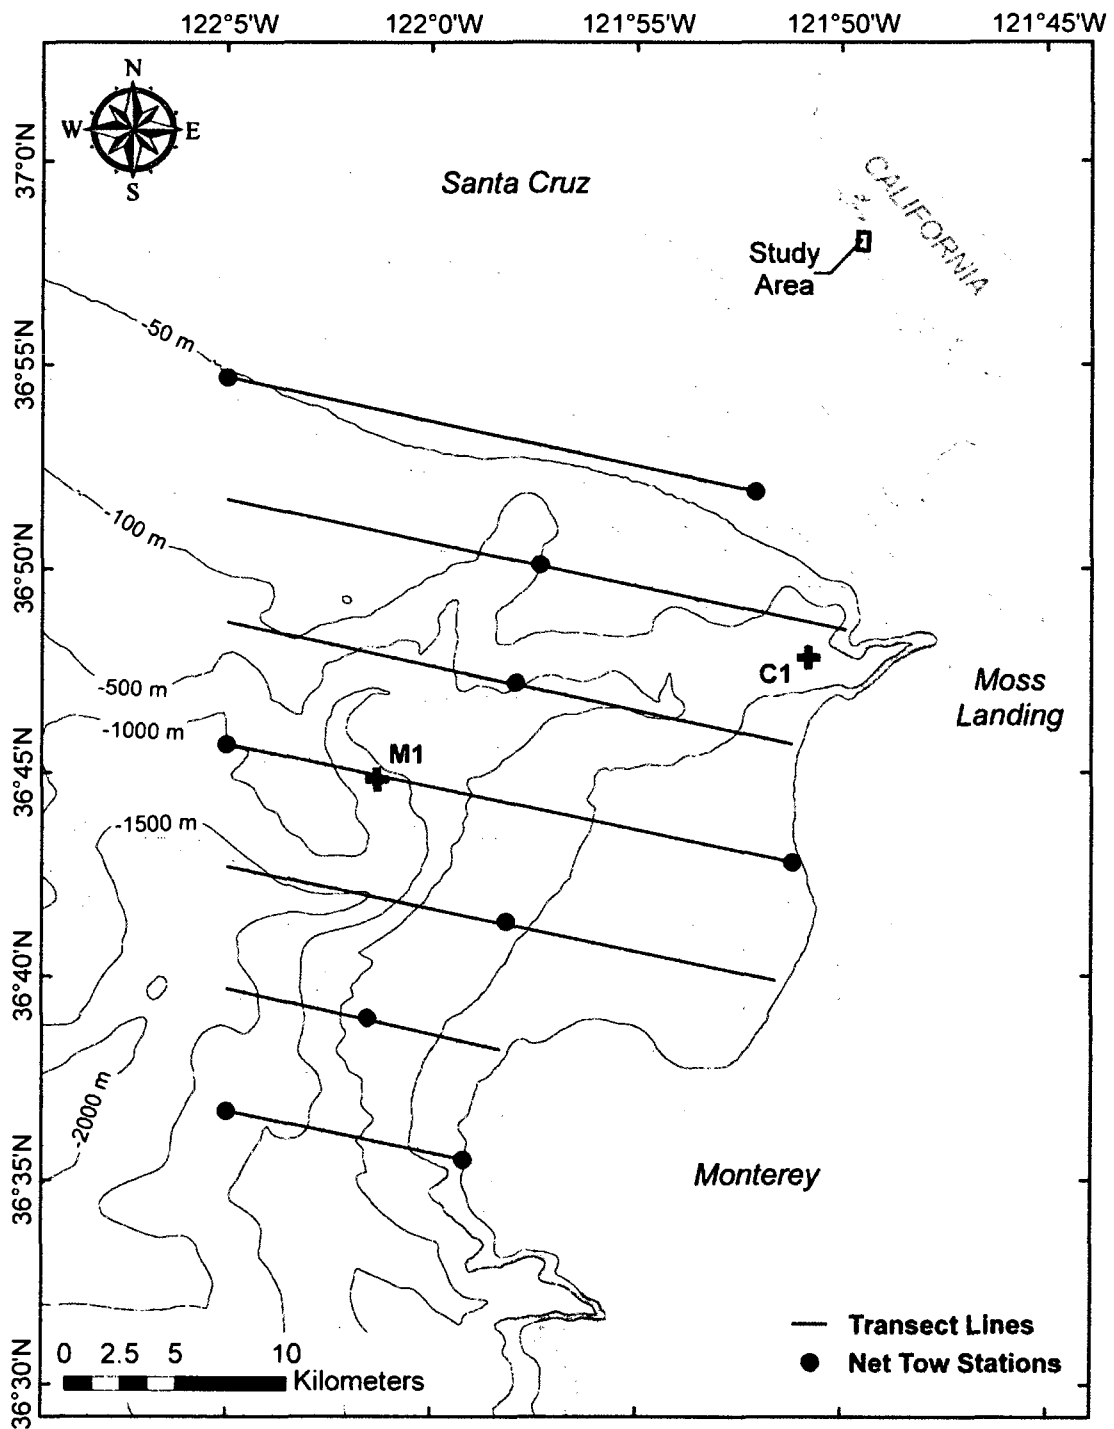 122°5'W 122°0'W 121°55'W 121°50'W 121°45'W
N
W E
S
37°0'N
Santa Cruz
CALIFORNIA
Study
Area
-50 m
36°55'N
-100 m
36°50'N
C1
Moss
Landing
-500 m
-1000 m
M1
36°45'N
-1500 m
36°40'N
-2000 m
36°35'N
Monterey
Transect Lines
Net Tow Stations
0 2.5 5 10
Kilometers
36°30'N